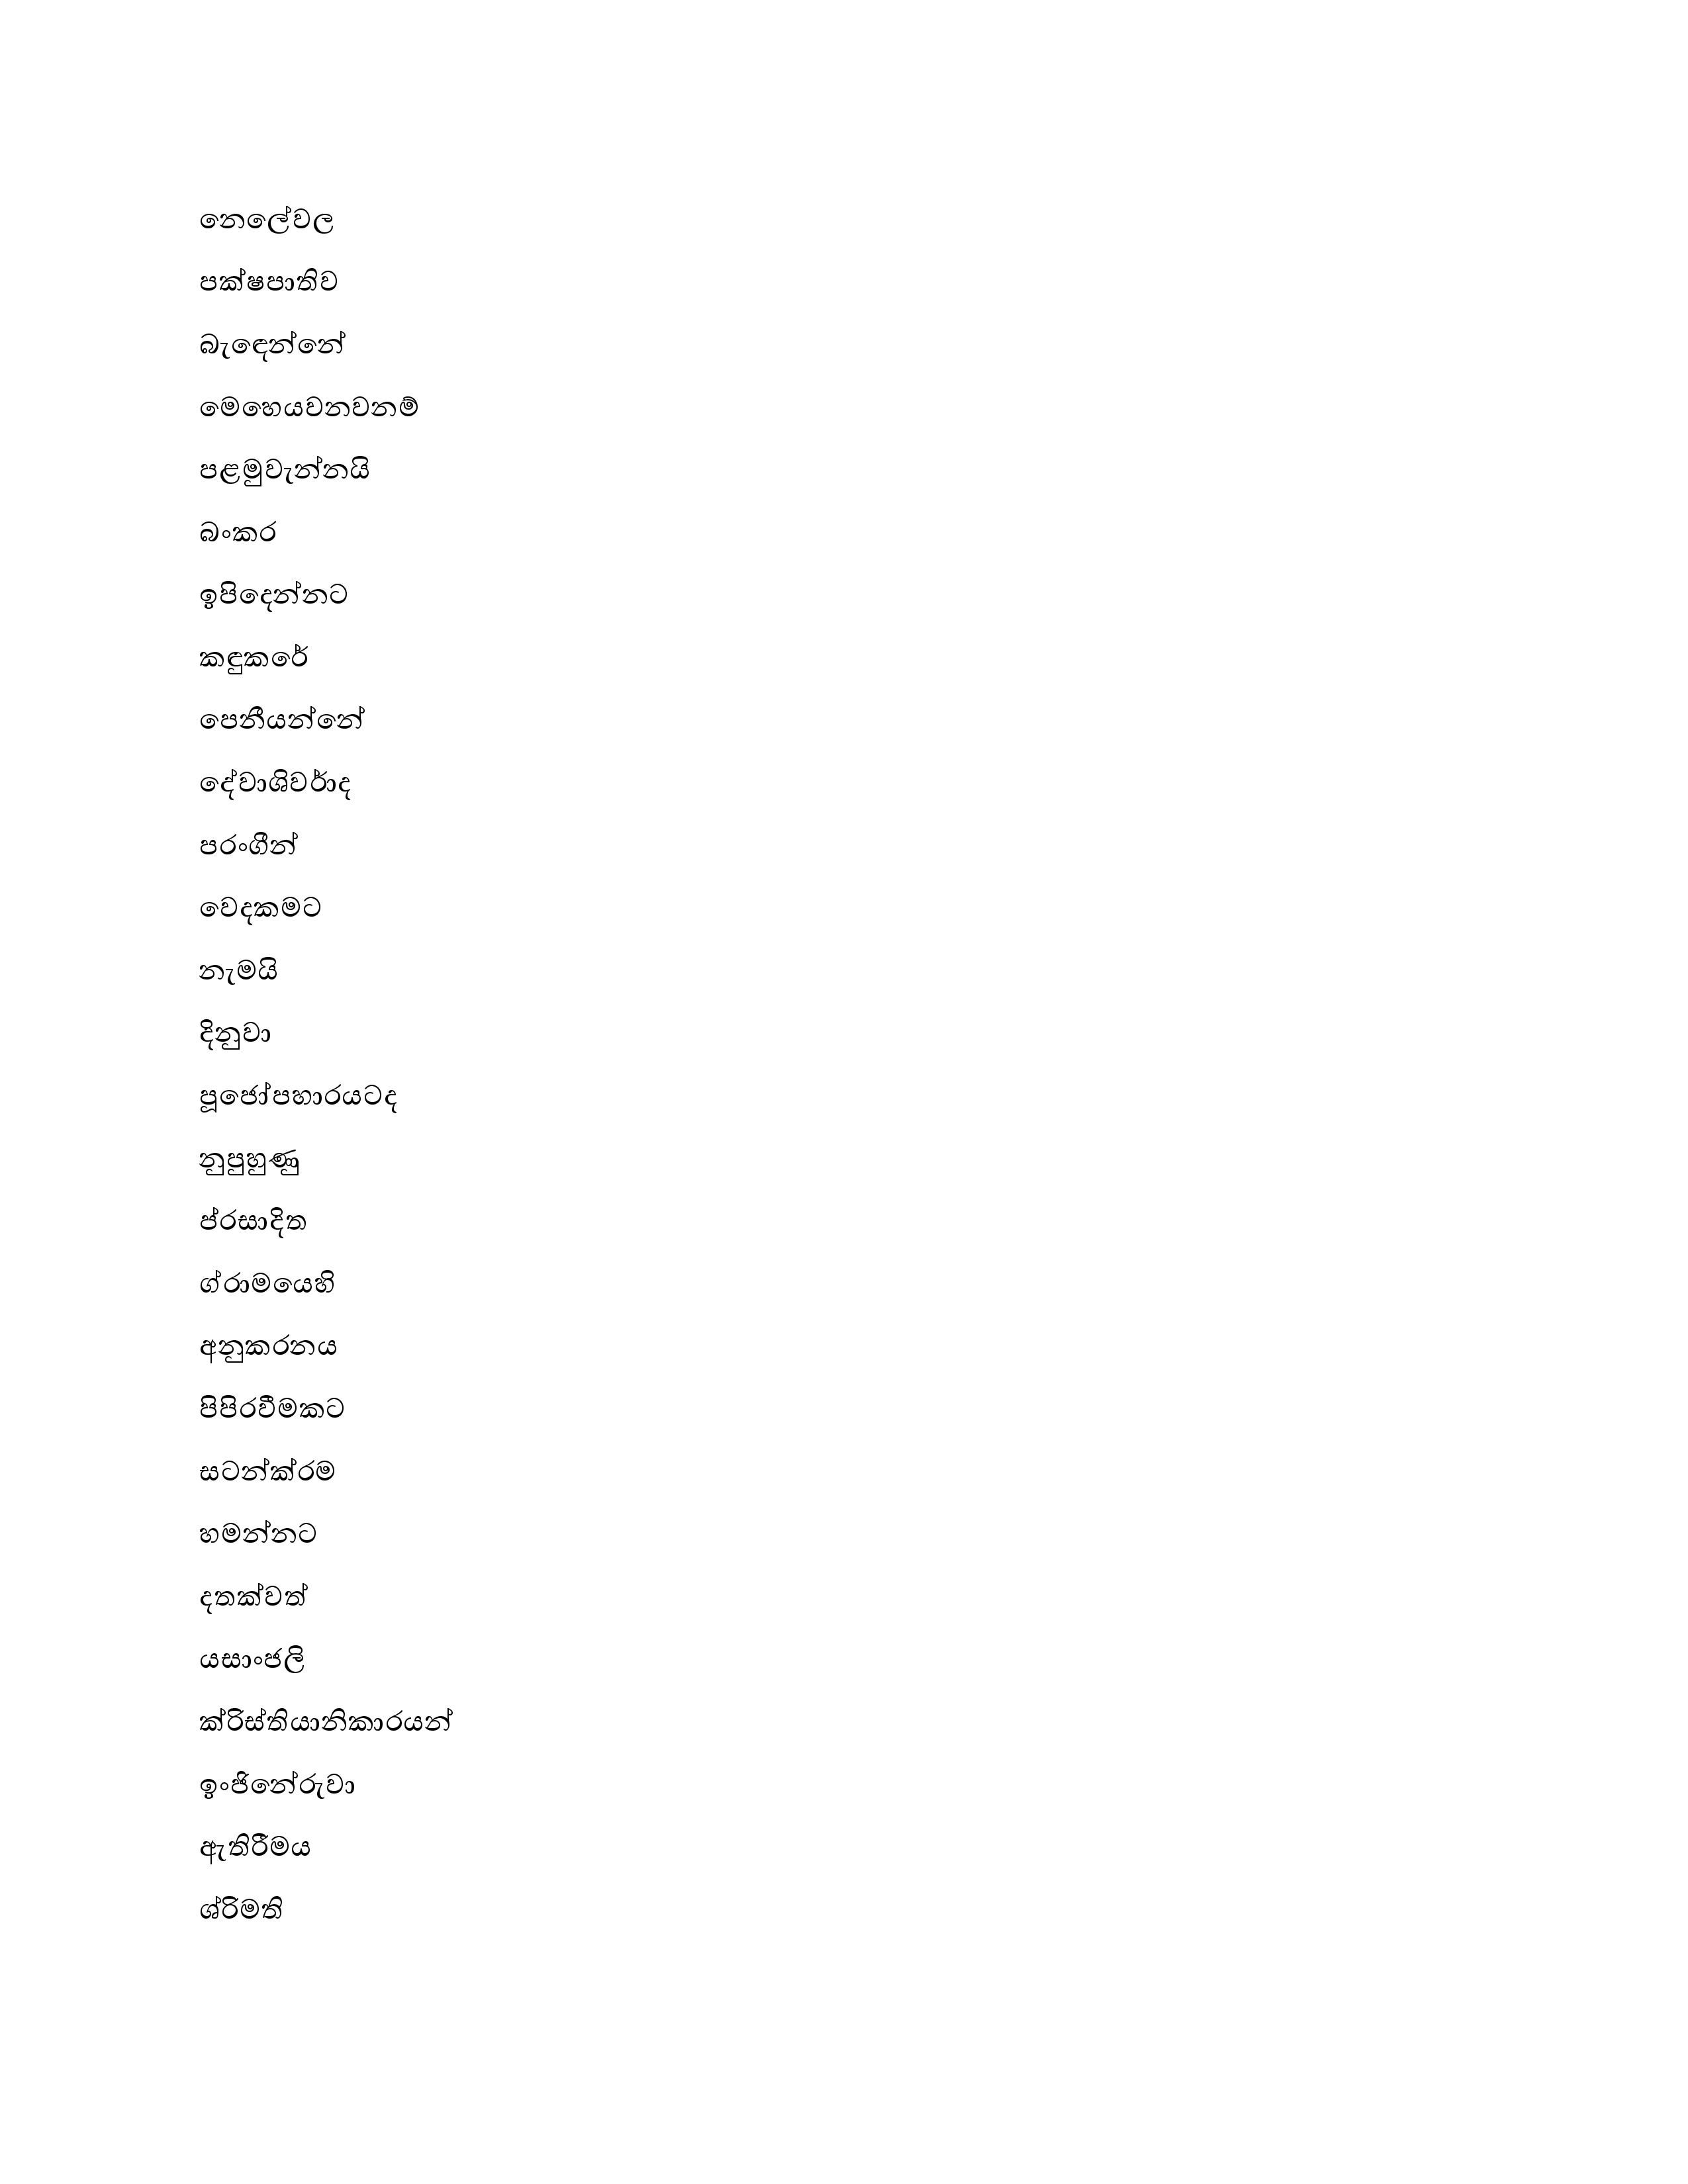 නෙලේවල
පක්ෂපාතිව
බැඳෙන්නේ
මෙහෙයවනවනම්
පළමුවැන්නයි
බංකර
ඉපිදෙන්නට
කඳුකරේ
පෙනීයන්නේ
දේවාශිර්වාද
පරංගීන්
වෙදකමට
නැමයි
දිනුවා
පූජෝපහාරයටද
නුපුහුණු
ප්රසාදිත
ග්රාමයෙහි
අනුකරනය
පිපිරවීමකට
සටන්ක්රම
හමන්නට
දතක්වත්
යසාංජලි
ක්රිස්තියානිකාරයන්
ඉංජිනේරුවා
ඇතිරීමය
ශ්රිමති